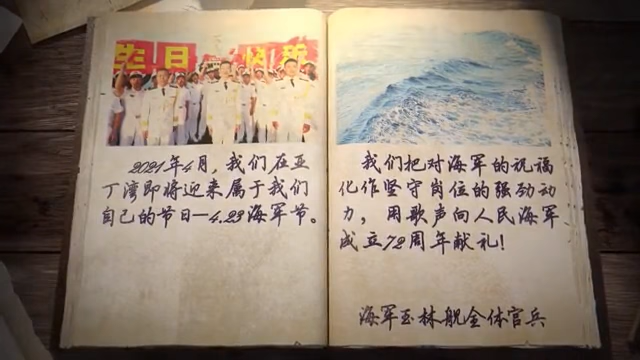 生日快乐
2021年4月，我们在亚
丁湾即将迎来属于我们
自己的节日—4.23海军节。
我们把对海军的祝福
化作坚守岗位的强劲动
力，用歌声向人民海军
成立72周年献礼！
海军玉林舰全体官兵